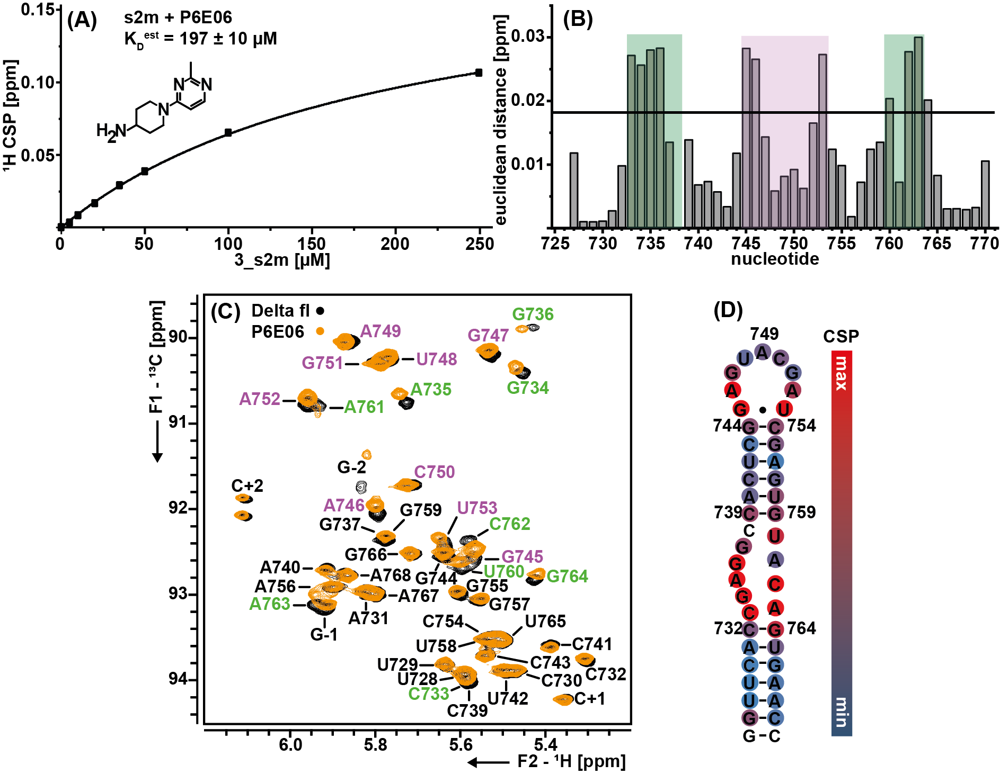 (A)
s2m + P6E06
K_D^est = 197 ± 10 µM
N
N
N
H2N
¹H CSP [ppm]
0.15
0.10
0.05
0
50
100
150
200
250
3_s2m [µM]
(B)
euclidean distance [ppm]
0.03
0.02
0.01
725
730
735
740
745
750
755
760
765
770
nucleotide
(C)
Delta fl
P6E06
F1 - ¹³C [ppm]
90
91
92
93
94
G736
A749
G747
G751
U748
G734
A735
A752
A761
G-2
C750
C+2
A746
G759
U753
G737
C762
G766
G745
A740
A768
G744
U760
G764
A756
G755
A763
A767
G757
A731
G-1
C754
U765
U758
C741
U729
C743
C732
U728
C730
C733
U742
C+1
C739
6.0
5.8
5.6
5.4
F2 - ¹H [ppm]
(D)
749
CSP
max
min
U A C
G G
A A
G U
744 G C 754
C G
U A
C G
A U
739 C G 759
C U
G
G A
A C
G
C A
732 C G 764
A U
C G
U A
U A
G C
G C